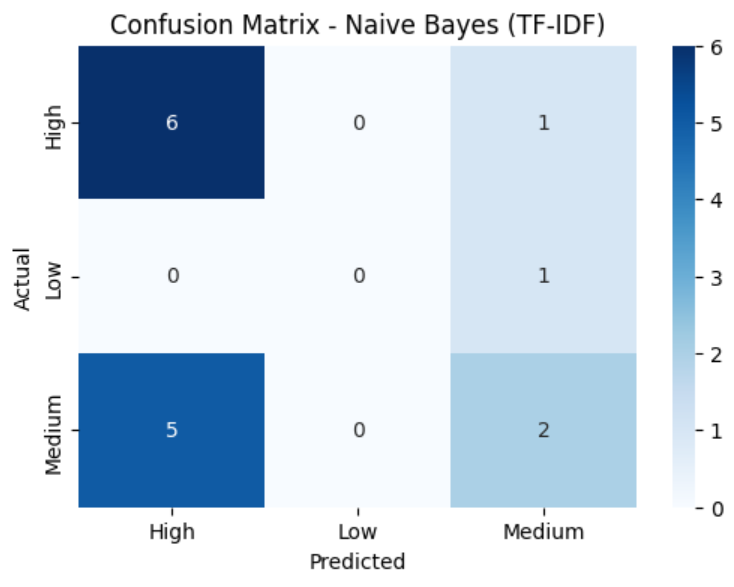 Confusion Matrix - Naive Bayes (TF-IDF)
Actual
High
6 0 1
Low
0 0 1
Medium
5 0 2
High Low Medium
Predicted
6
5
4
3
2
1
0